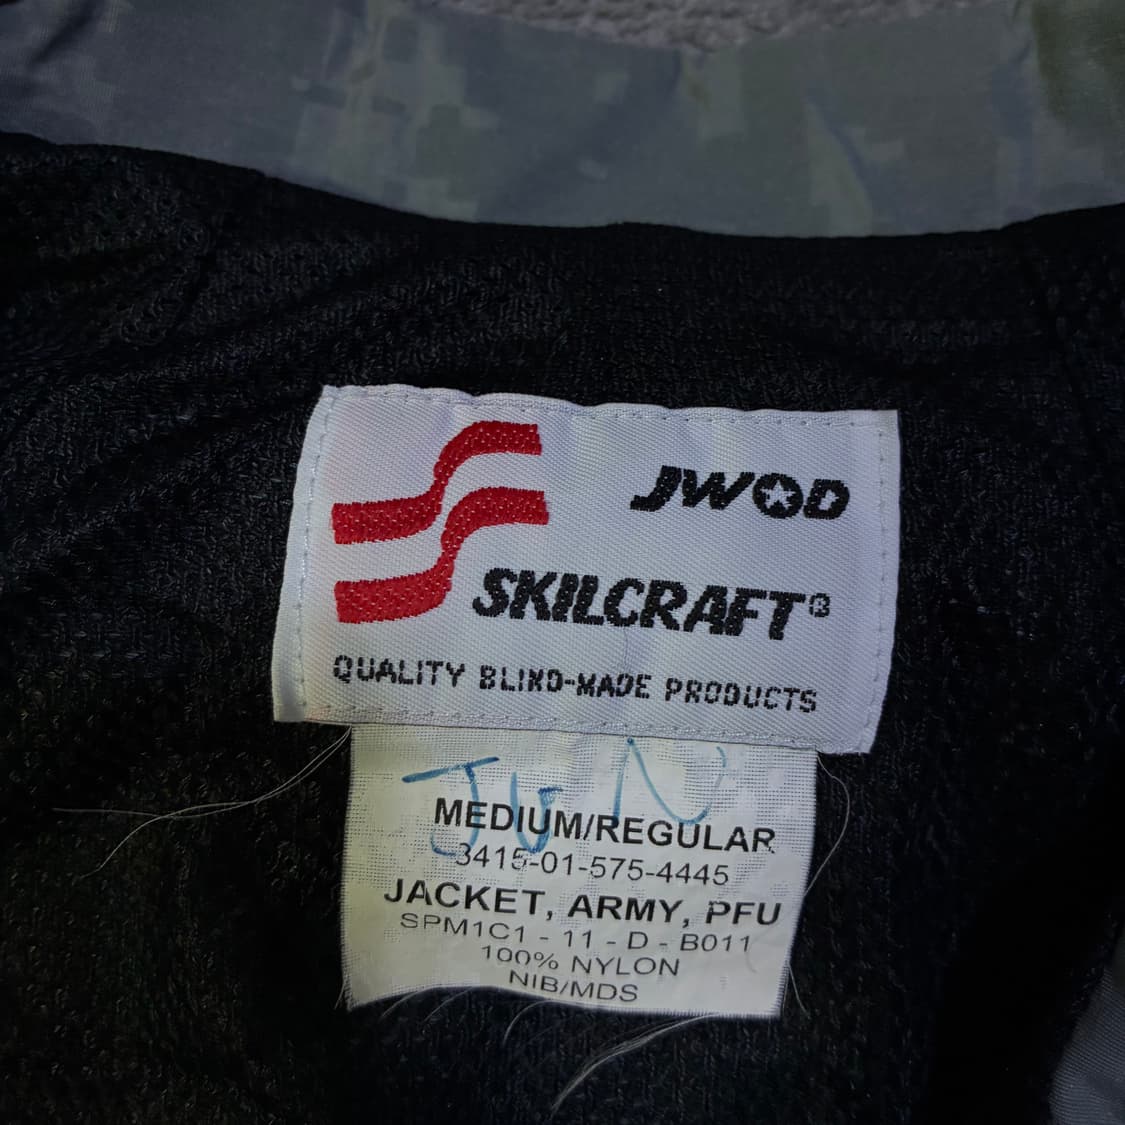 JWOD
SKILCRAFT®
QUALITY BLIND-MADE PRODUCTS
MEDIUM/REGULAR
8415-01-575-4445
JACKET, ARMY, PFU
SPM1C1 - 11 - D - B011
100% NYLON
NIB/MDS